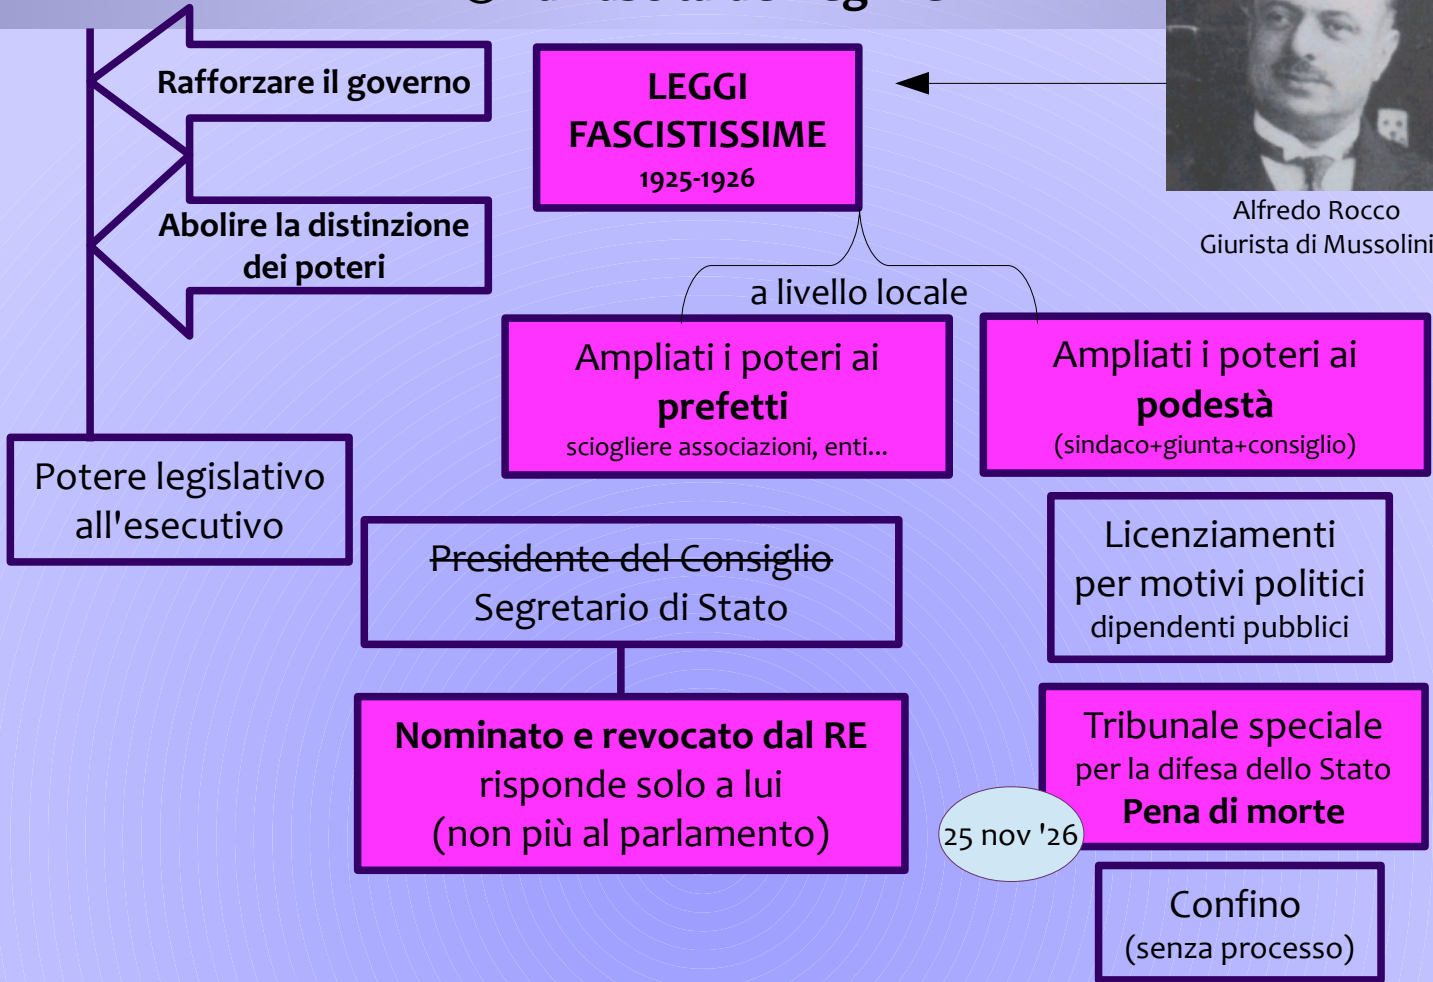 Rafforzare il governo
Abolire la distinzione
dei poteri
LEGGI
FASCISTISSIME
1925-1926
Alfredo Rocco
Giurista di Mussolini
a livello locale
Ampliati i poteri ai
prefetti
sciogliere associazioni, enti...
Ampliati i poteri ai
podestà
(sindaco+giunta+consiglio)
Potere legislativo
all'esecutivo
Presidente del Consiglio
Segretario di Stato
Nominato e revocato dal RE
risponde solo a lui
(non più al parlamento)
Licenziamenti
per motivi politici
dipendenti pubblici
Tribunale speciale
per la difesa dello Stato
Pena di morte
25 nov '26
Confino
(senza processo)